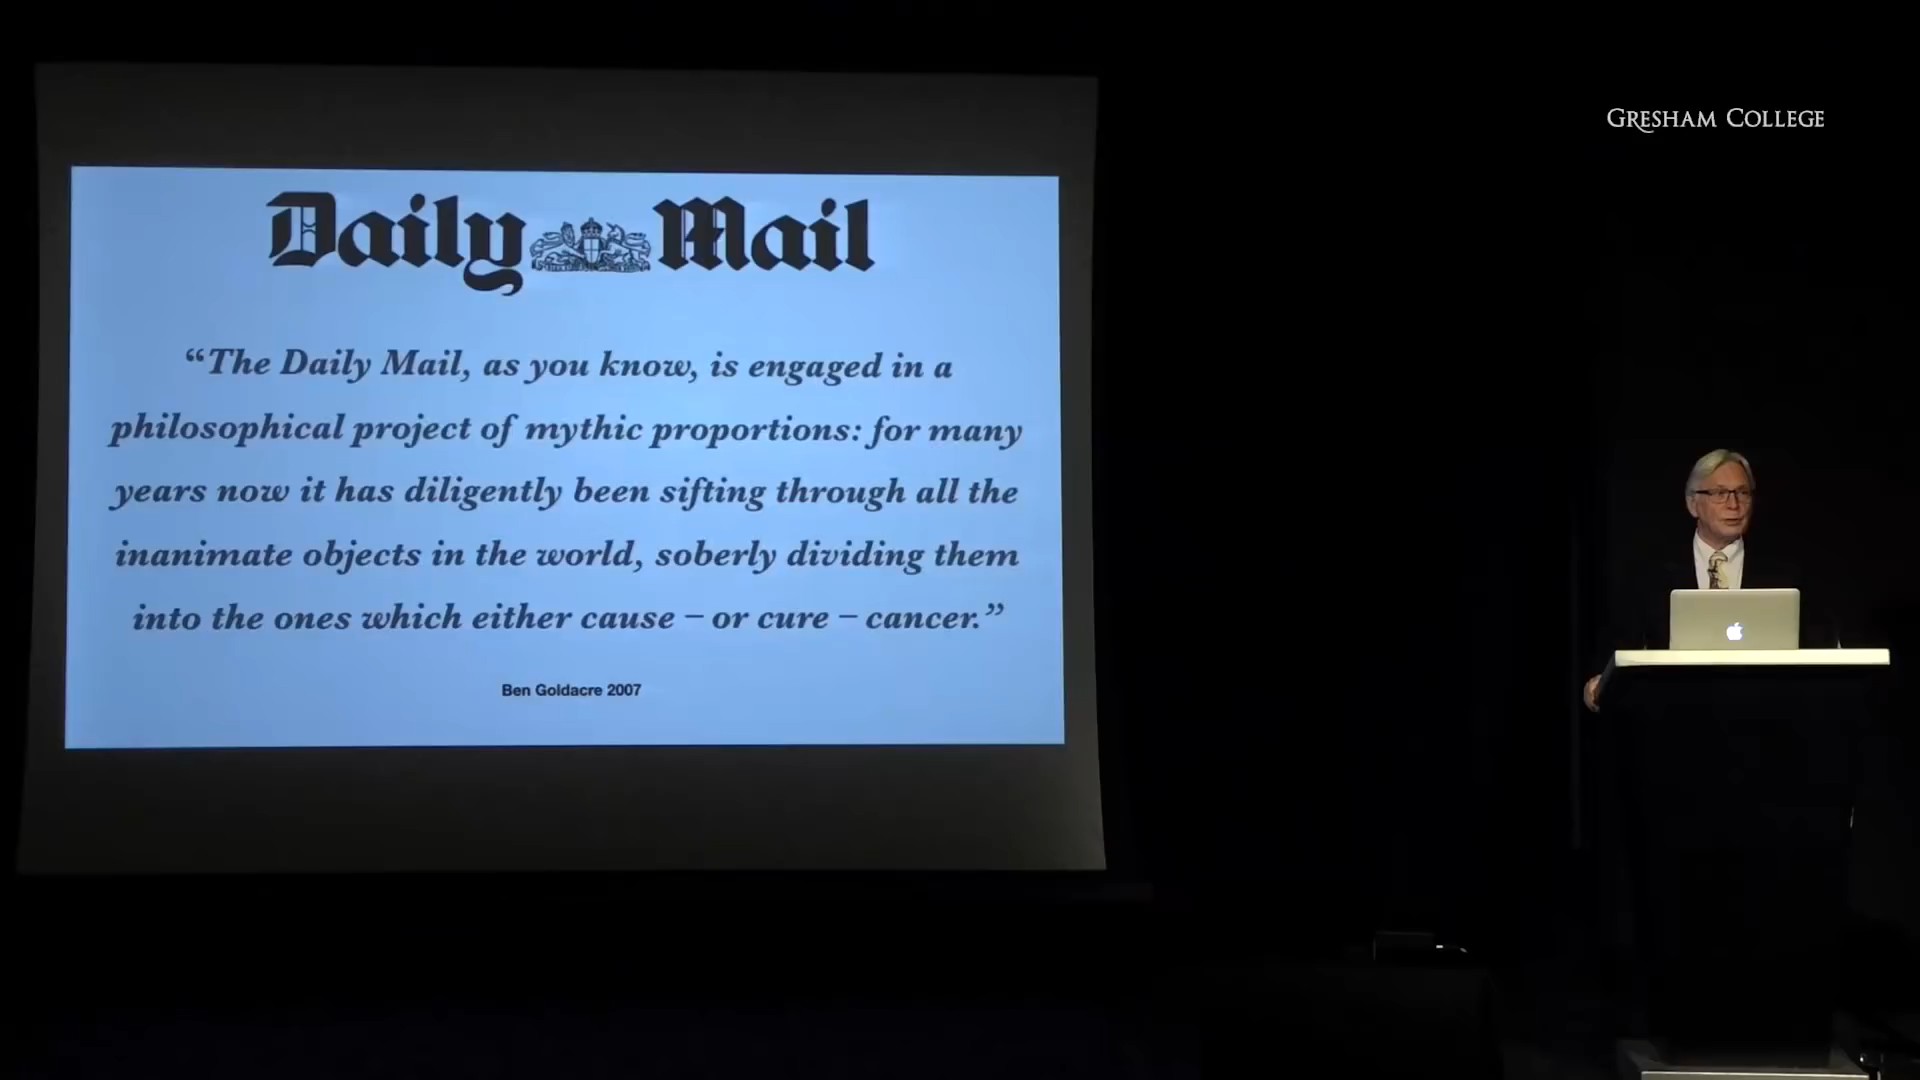 GRESHAM COLLEGE
Daily Mail
“The Daily Mail, as you know, is engaged in a
philosophical project of mythic proportions: for many
years now it has diligently been sifting through all the
inanimate objects in the world, soberly dividing them
into the ones which either cause – or cure – cancer.”
Ben Goldacre 2007